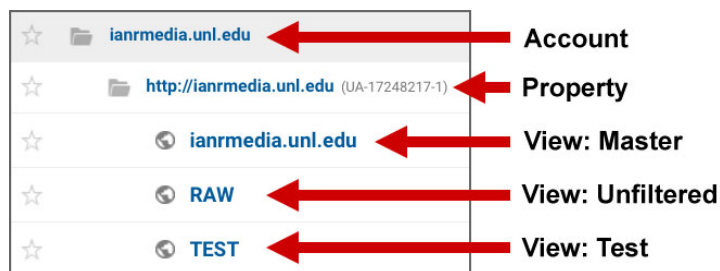 ianrmedia.unl.edu Account
http://ianrmedia.unl.edu (UA-17248217-1) Property
ianrmedia.unl.edu View: Master
RAW View: Unfiltered
TEST View: Test